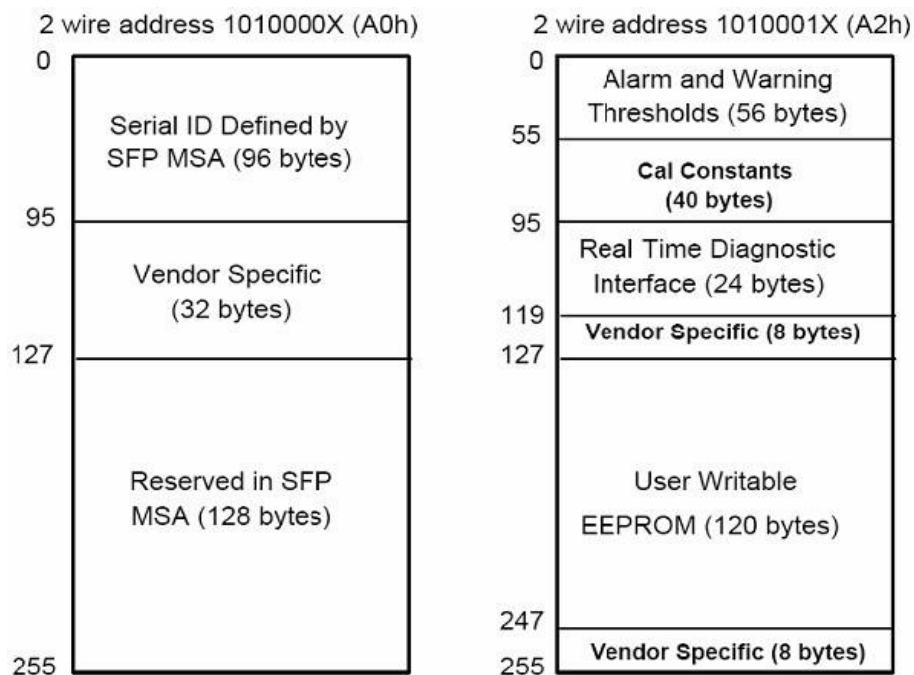 2 wire address 1010000X (A0h)
0
Serial ID Defined by
SFP MSA (96 bytes)
95
Vendor Specific
(32 bytes)
127
Reserved in SFP
MSA (128 bytes)
255
2 wire address 1010001X (A2h)
0
Alarm and Warning
Thresholds (56 bytes)
55
Cal Constants
(40 bytes)
95
Real Time Diagnostic
Interface (24 bytes)
119
Vendor Specific (8 bytes)
127
User Writable
EEPROM (120 bytes)
247
Vendor Specific (8 bytes)
255